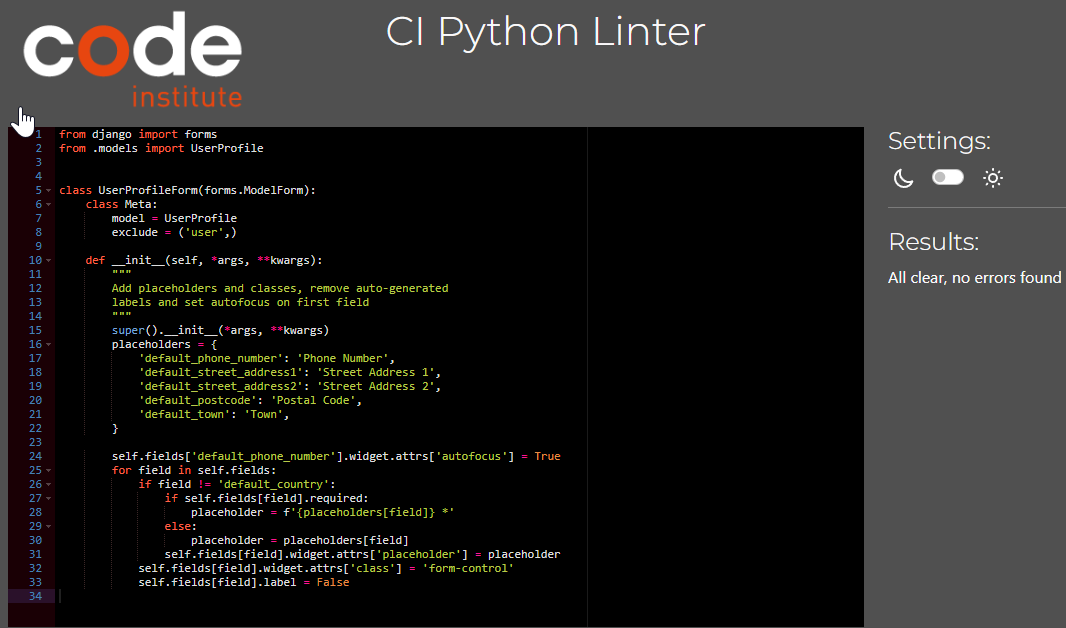 code
institute
CI Python Linter
1 from django import forms
2 from .models import UserProfile
3
4
5 class UserProfileForm(forms.ModelForm):
6     class Meta:
7         model = UserProfile
8         exclude = ('user',)
9
10     def __init__(self, *args, **kwargs):
11         """
12         Add placeholders and classes, remove auto-generated
13         labels and set autofocus on first field
14         """
15         super().__init__(*args, **kwargs)
16         placeholders = {
17             'default_phone_number': 'Phone Number',
18             'default_street_address1': 'Street Address 1',
19             'default_street_address2': 'Street Address 2',
20             'default_postcode': 'Postal Code',
21             'default_town': 'Town',
22         }
23
24         self.fields['default_phone_number'].widget.attrs['autofocus'] = True
25         for field in self.fields:
26             if field != 'default_country':
27                 if self.fields[field].required:
28                     placeholder = f'{placeholders[field]} *'
29                 else:
30                     placeholder = placeholders[field]
31                 self.fields[field].widget.attrs['placeholder'] = placeholder
32             self.fields[field].widget.attrs['class'] = 'form-control'
33             self.fields[field].label = False
34
Settings:
Results:
All clear, no errors found